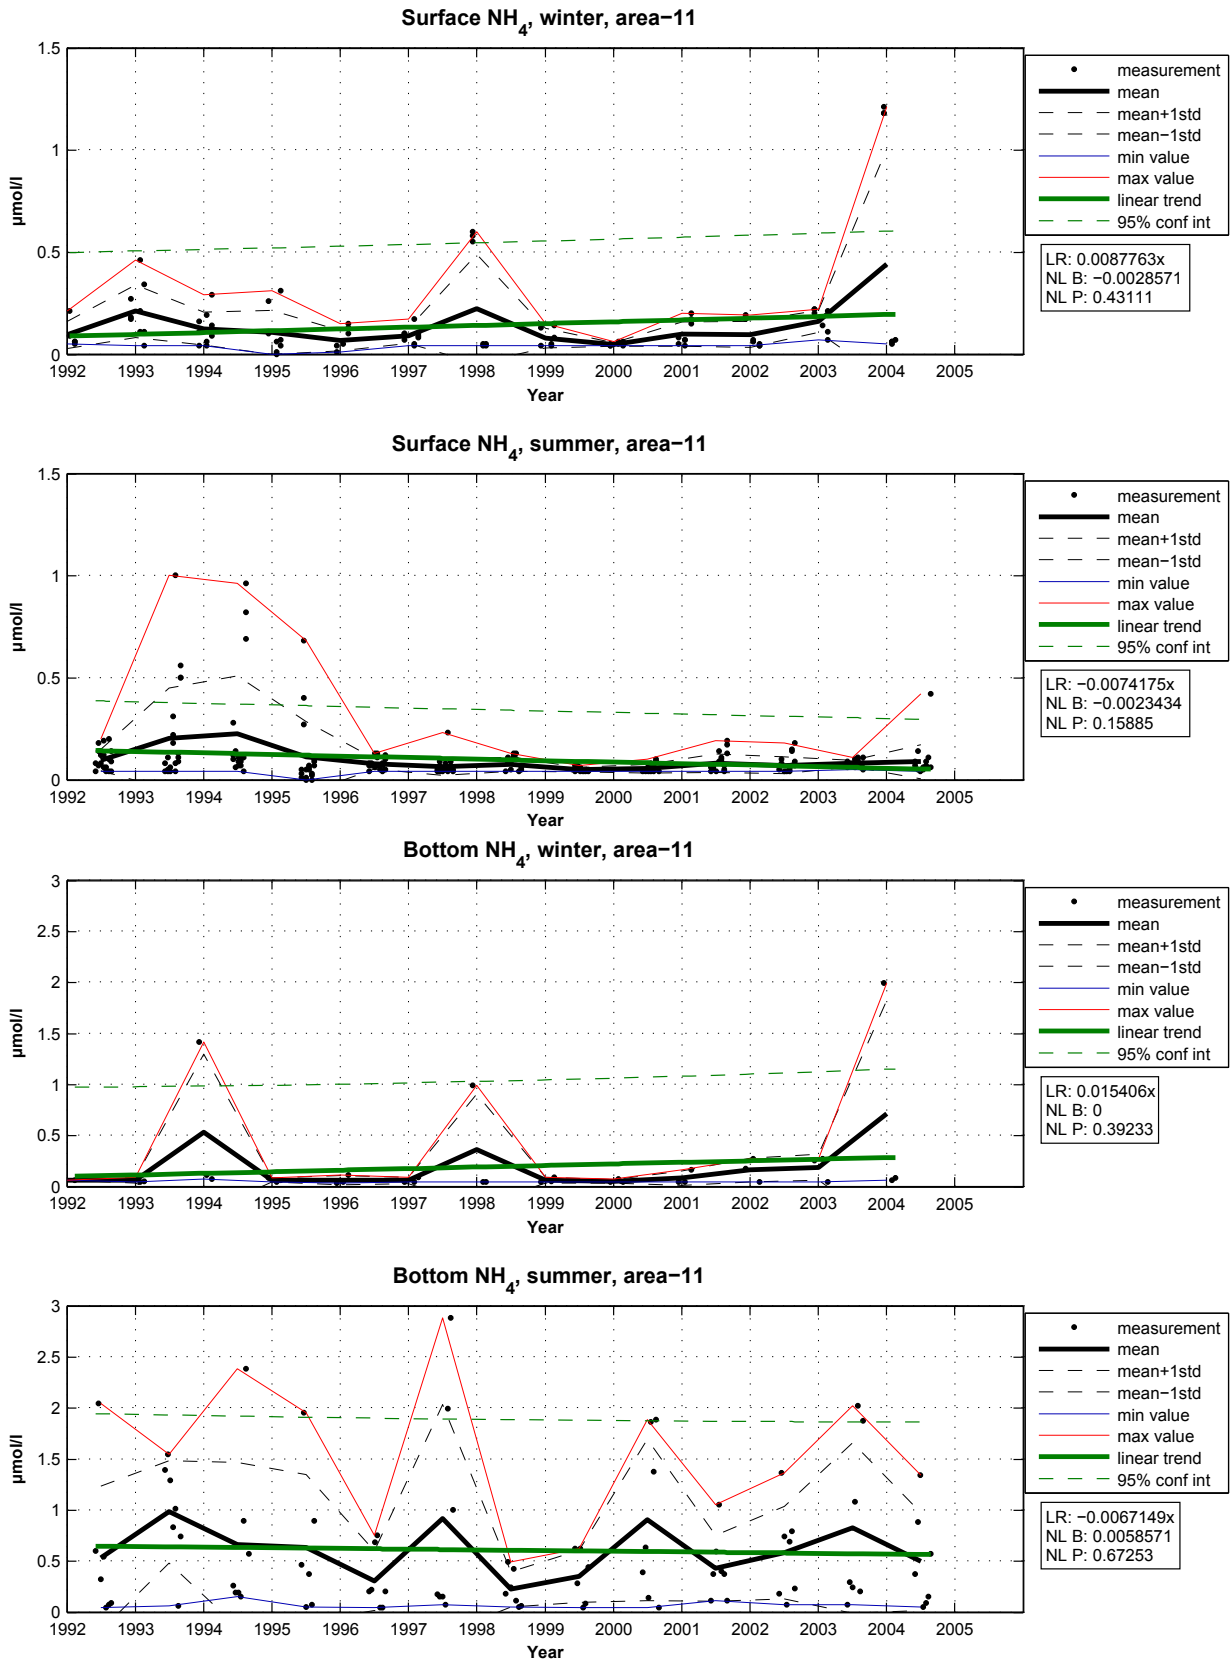 Surface NH4, winter, area−11
1.5
1
0.5
0
µmol/l
1992 1993 1994 1995 1996 1997 1998 1999 2000 2001 2002 2003 2004 2005
Year
measurement
mean
mean+1std
mean−1std
min value
max value
linear trend
95% conf int
LR: 0.0087763x
NL B: −0.0028571
NL P: 0.43111
Surface NH4, summer, area−11
1.5
1
0.5
0
µmol/l
1992 1993 1994 1995 1996 1997 1998 1999 2000 2001 2002 2003 2004 2005
Year
measurement
mean
mean+1std
mean−1std
min value
max value
linear trend
95% conf int
LR: −0.0074175x
NL B: −0.0023434
NL P: 0.15885
Bottom NH4, winter, area−11
3
2.5
2
1.5
1
0.5
0
µmol/l
1992 1993 1994 1995 1996 1997 1998 1999 2000 2001 2002 2003 2004 2005
Year
measurement
mean
mean+1std
mean−1std
min value
max value
linear trend
95% conf int
LR: 0.015406x
NL B: 0
NL P: 0.39233
Bottom NH4, summer, area−11
3
2.5
2
1.5
1
0.5
0
µmol/l
1992 1993 1994 1995 1996 1997 1998 1999 2000 2001 2002 2003 2004 2005
Year
measurement
mean
mean+1std
mean−1std
min value
max value
linear trend
95% conf int
LR: −0.0067149x
NL B: 0.0058571
NL P: 0.67253